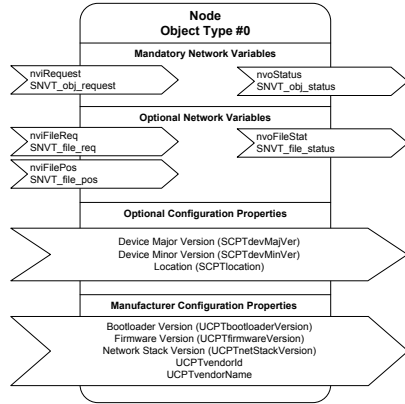 Node
Object Type #0
Mandatory Network Variables
nviRequest
SNVT_obj_request
nvoStatus
SNVT_obj_status
Optional Network Variables
nviFileReq
SNVT_file_req
nvoFileStat
SNVT_file_status
nviFilePos
SNVT_file_pos
Optional Configuration Properties
Device Major Version (SCPTdevMajVer)
Device Minor Version (SCPTdevMinVer)
Location (SCPTlocation)
Manufacturer Configuration Properties
Bootloader Version (UCPTbootloaderVersion)
Firmware Version (UCPTfirmwareVersion)
Network Stack Version (UCPTnetStackVersion)
UCPTvendorId
UCPTvendorName